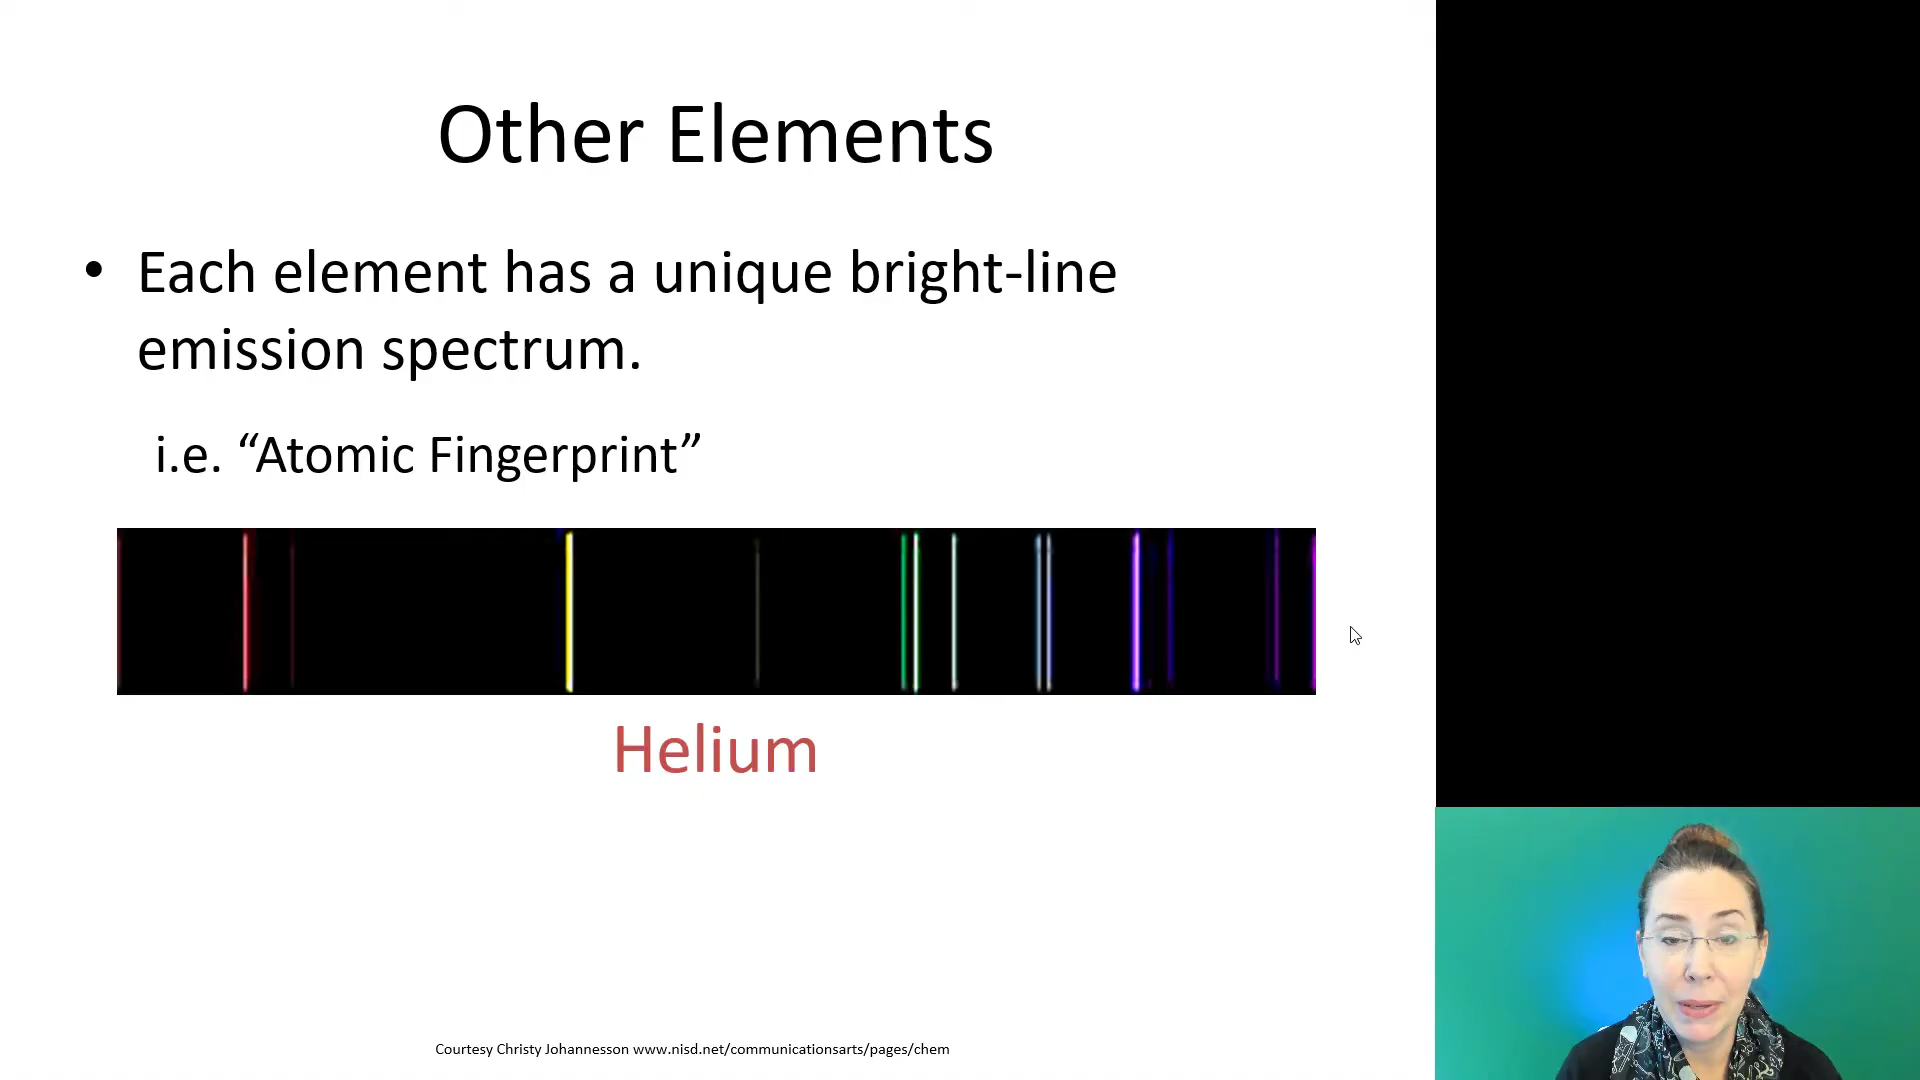 Other Elements
• Each element has a unique bright-line
emission spectrum.
i.e. “Atomic Fingerprint”
Helium
Courtesy Christy Johannesson www.nisd.net/communicationsarts/pages/chem